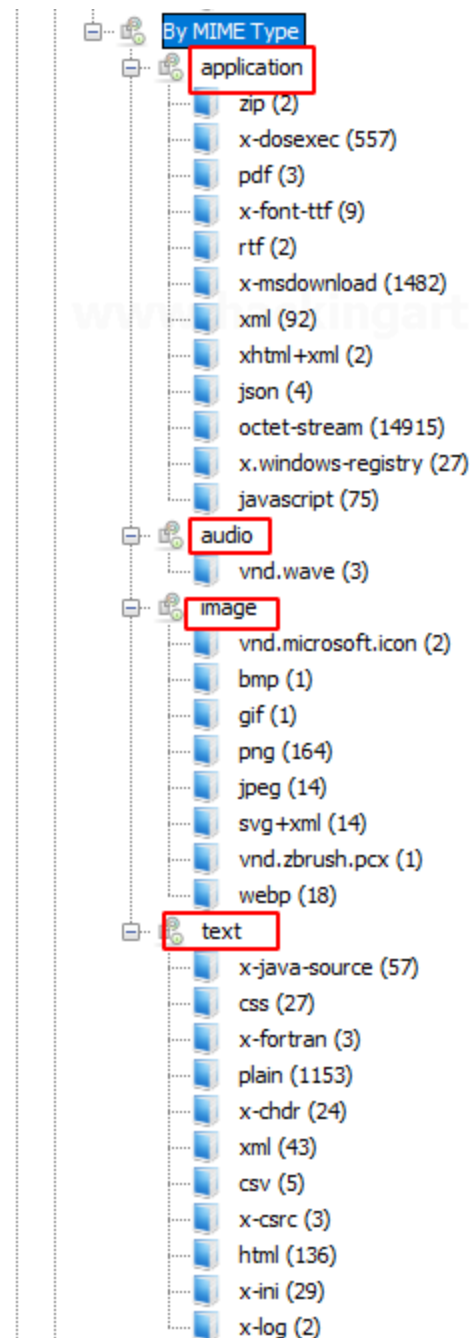 By MIME Type
application
zip (2)
x-dosexec (557)
pdf (3)
x-font-ttf (9)
rtf (2)
x-msdownload (1482)
xml (92)
xhtml+xml (2)
json (4)
octet-stream (14915)
x.windows-registry (27)
javascript (75)
audio
vnd.wave (3)
image
vnd.microsoft.icon (2)
bmp (1)
gif (1)
png (164)
jpeg (14)
svg+xml (14)
vnd.zbrush.pcx (1)
webp (18)
text
x-java-source (57)
css (27)
x-fortran (3)
plain (1153)
x-chdr (24)
xml (43)
csv (5)
x-csrc (3)
html (136)
x-ini (29)
x-log (2)